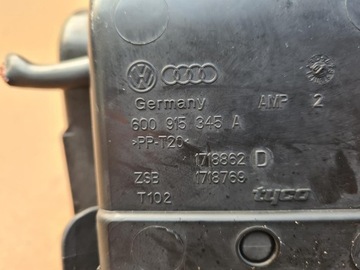 Germany AMP 2
6Q0 915 345 A
>PP-T20<
1718862 D
ZSB 1718769
T102 tyco